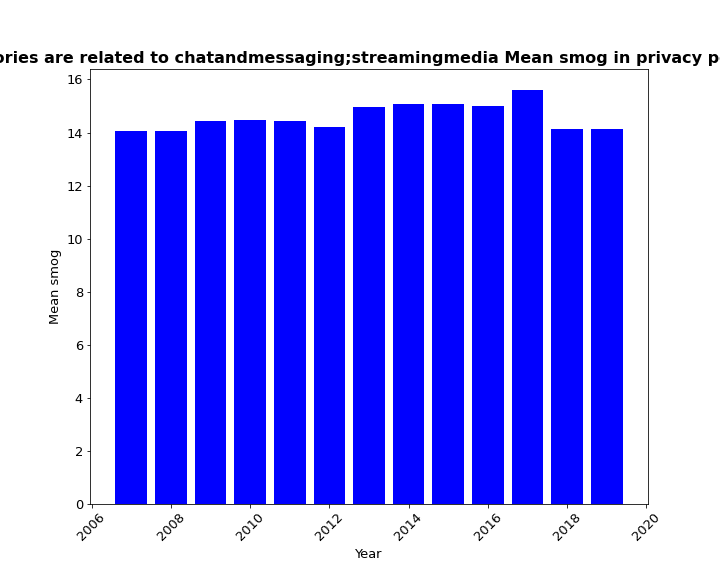 ories are related to chatandmessaging;streamingmedia Mean smog in privacy p
16
14
12
10
8
6
4
2
0
Mean smog
2006 2008 2010 2012 2014 2016 2018 2020
Year